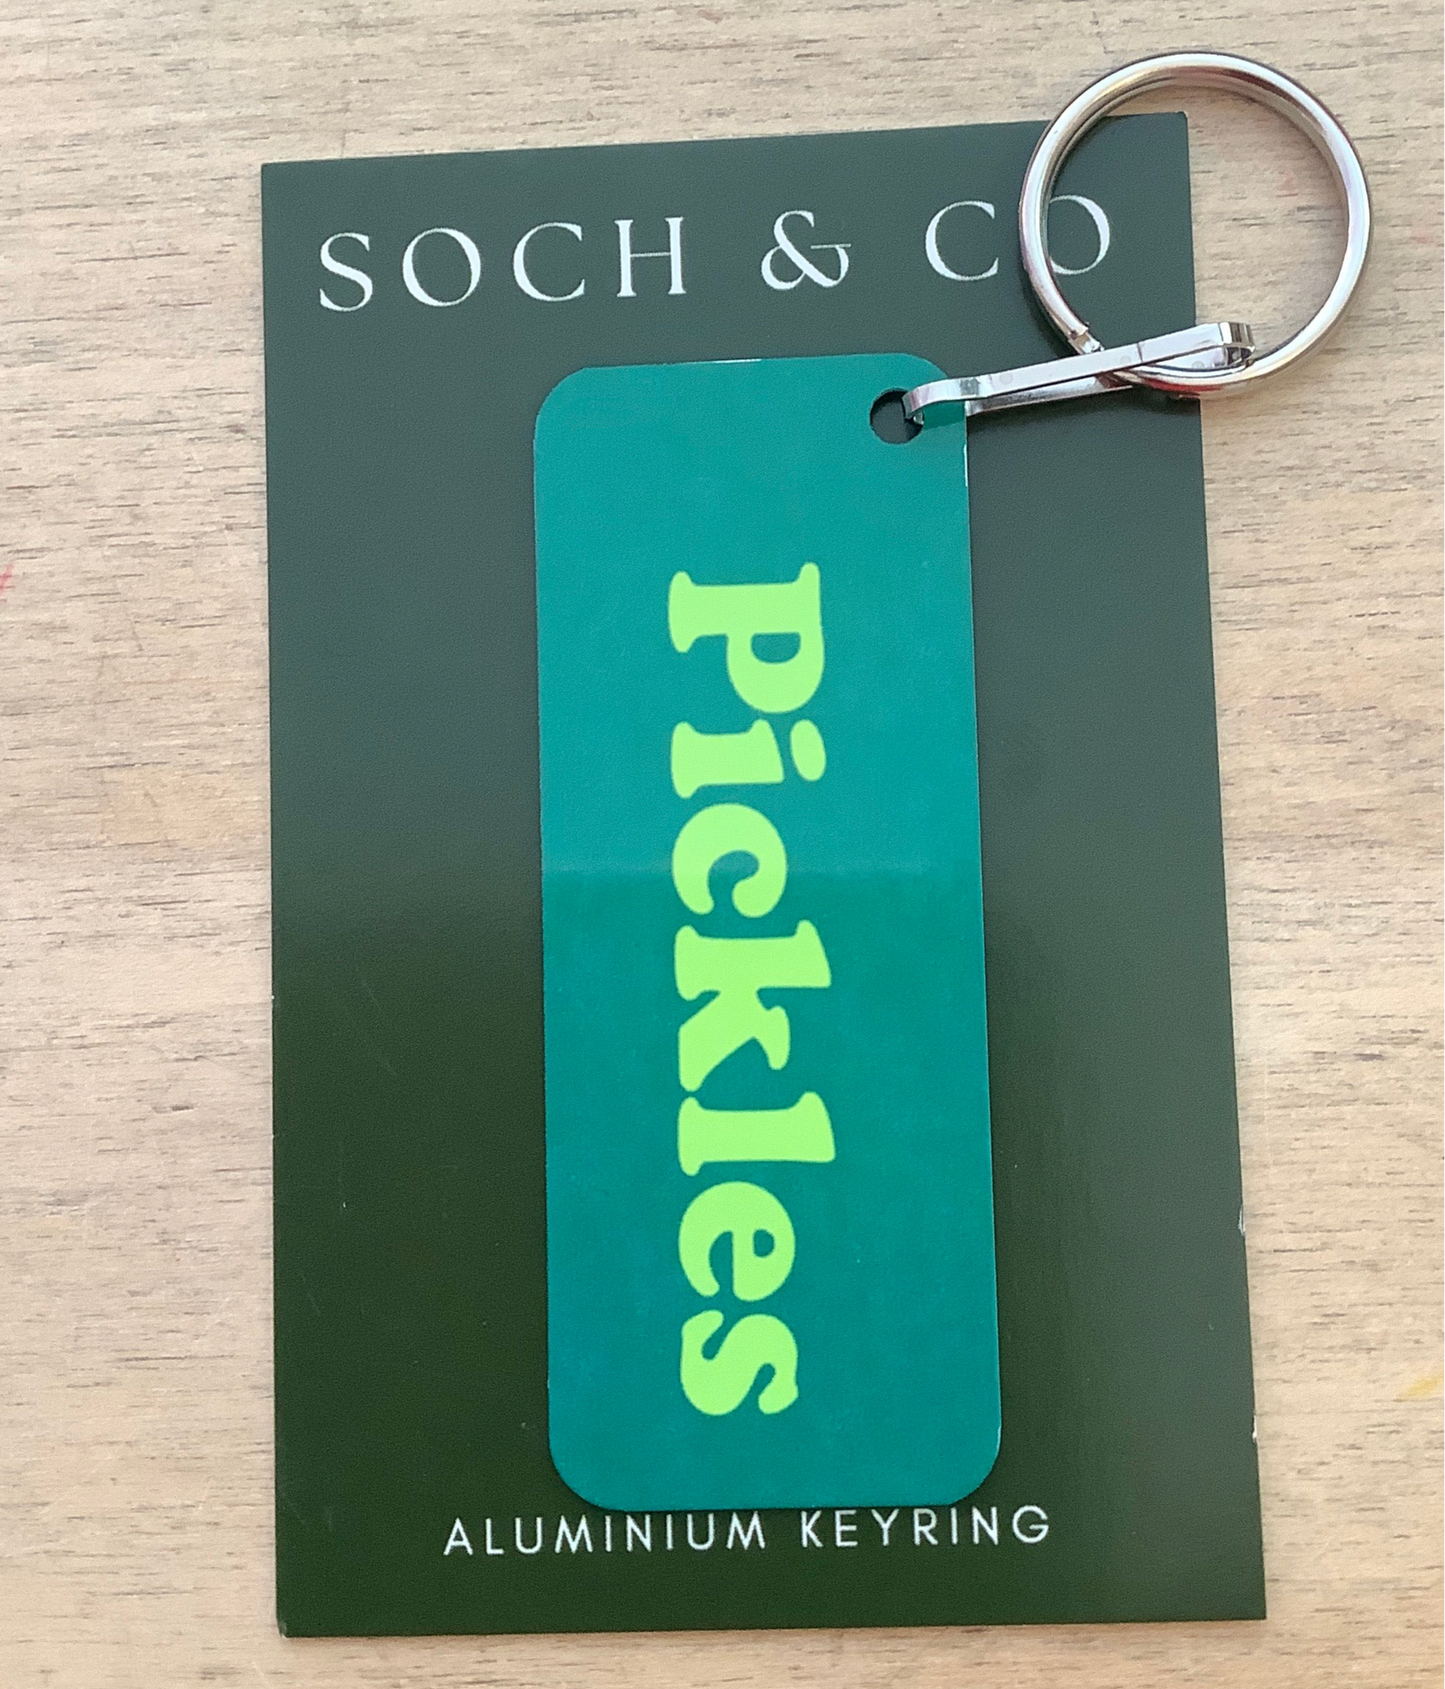 SOCH & CO
Pickles
ALUMINIUM KEYRING